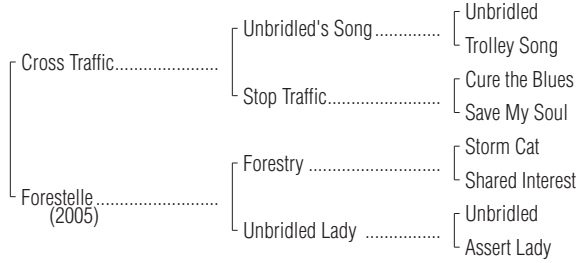 Unbridled
Unbridled's Song..............
Trolley Song
Cross Traffic......................
Cure the Blues
Stop Traffic........................
Save My Soul
Storm Cat
Forestry ............................
Shared Interest
Forestelle..........................
(2005)
Unbridled
Unbridled Lady ................
Assert Lady